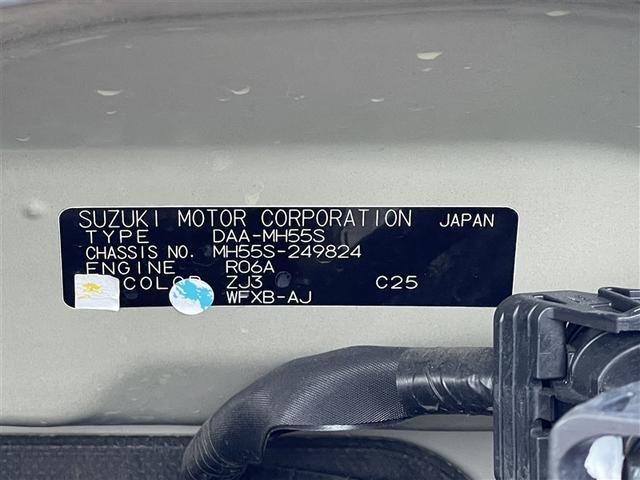 SUZUKI MOTOR CORPORATION JAPAN
TYPE DAA-MH55S
CHASSIS NO. MH55S-249824
ENGINE R06A
COLOR ZJ3 C25
WFXB-AJ